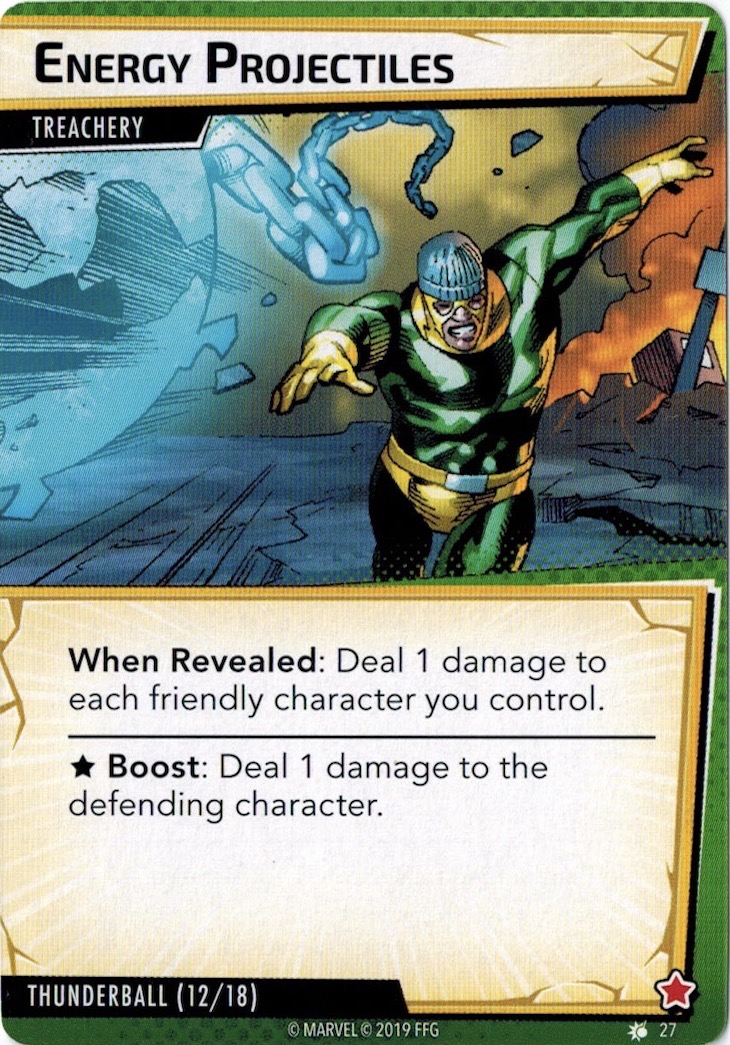 ENERGY PROJECTILES
TREACHERY
When Revealed: Deal 1 damage to
each friendly character you control.
★ Boost: Deal 1 damage to the
defending character.
THUNDERBALL (12/18)
© MARVEL © 2019 FFG
27